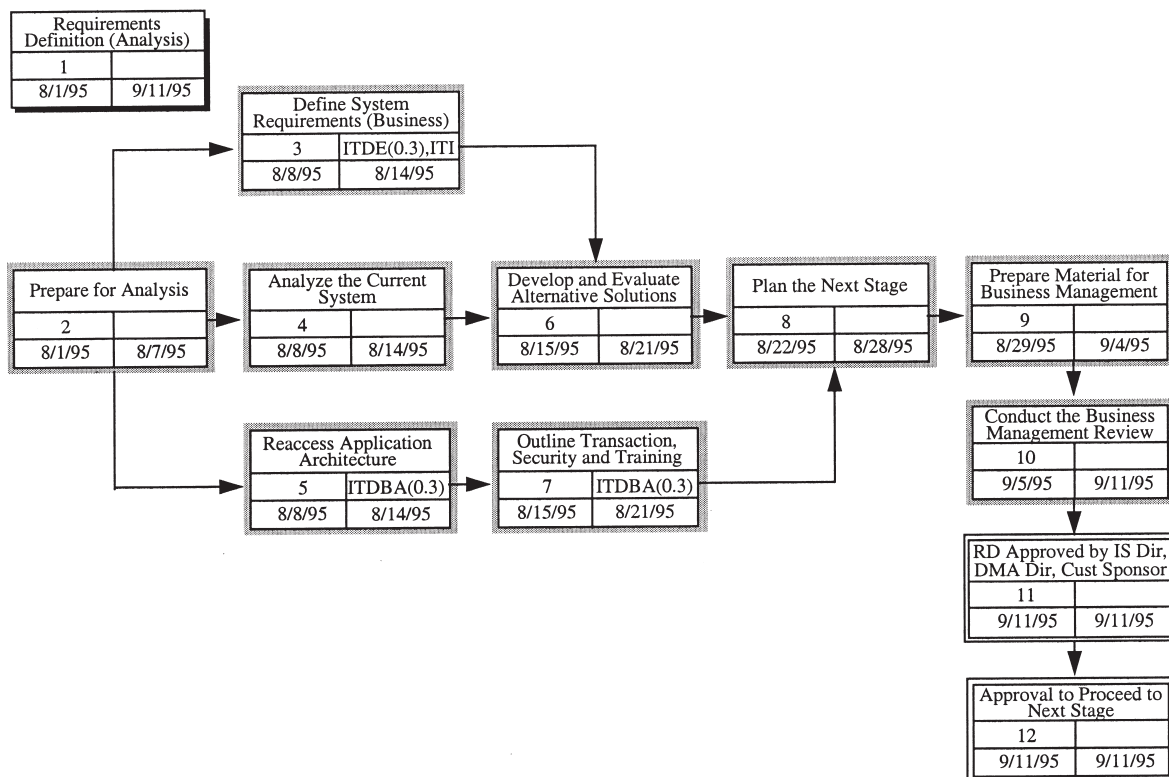 Requirements
Definition (Analysis)
1
8/1/95 9/11/95
Define System
Requirements (Business)
3 ITDE(0.3),ITI
8/8/95 8/14/95
Prepare for Analysis
2
8/1/95 8/7/95
Analyze the Current
System
4
8/8/95 8/14/95
Develop and Evaluate
Alternative Solutions
6
8/15/95 8/21/95
Plan the Next Stage
8
8/22/95 8/28/95
Prepare Material for
Business Management
9
8/29/95 9/4/95
Reaccess Application
Architecture
5 ITDBA(0.3)
8/8/95 8/14/95
Outline Transaction,
Security and Training
7 ITDBA(0.3)
8/15/95 8/21/95
Conduct the Business
Management Review
10
9/5/95 9/11/95
RD Approved by IS Dir,
DMA Dir, Cust Sponsor
11
9/11/95 9/11/95
Approval to Proceed to
Next Stage
12
9/11/95 9/11/95